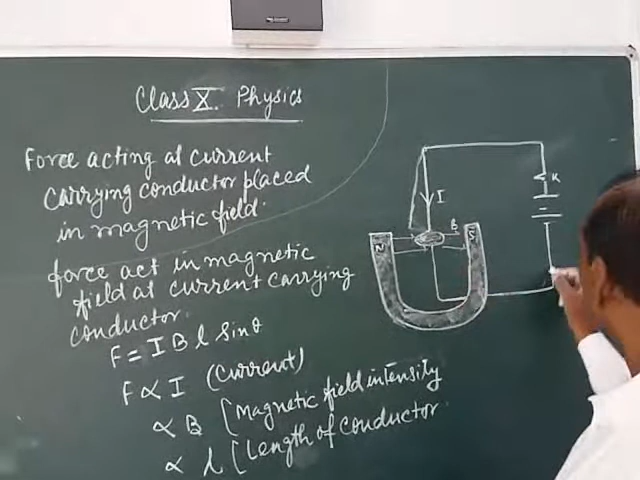 Class X. Physics
Force acting at current
carrying conductor placed
in magnetic field.
force act in magnetic
field at current carrying
conductor.
F = I B l sinθ
F ∝ I (Current)
∝ B [Magnetic field intensity
∝ l [Length of conductor
I
K
B
N
S